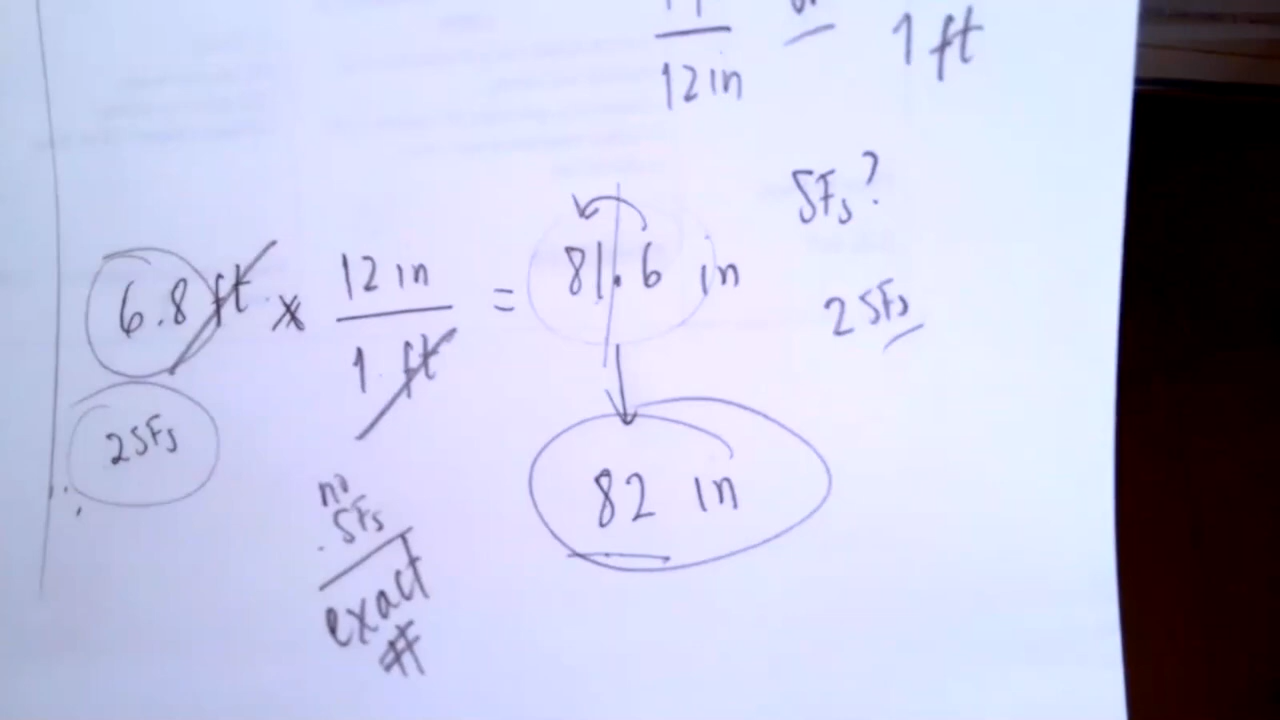 12 in
1 ft
SFs?
6.8 ft x 12 in / 1 ft = 81.6 in
2 SFs
2 SFs
no SFs
exact #
82 in